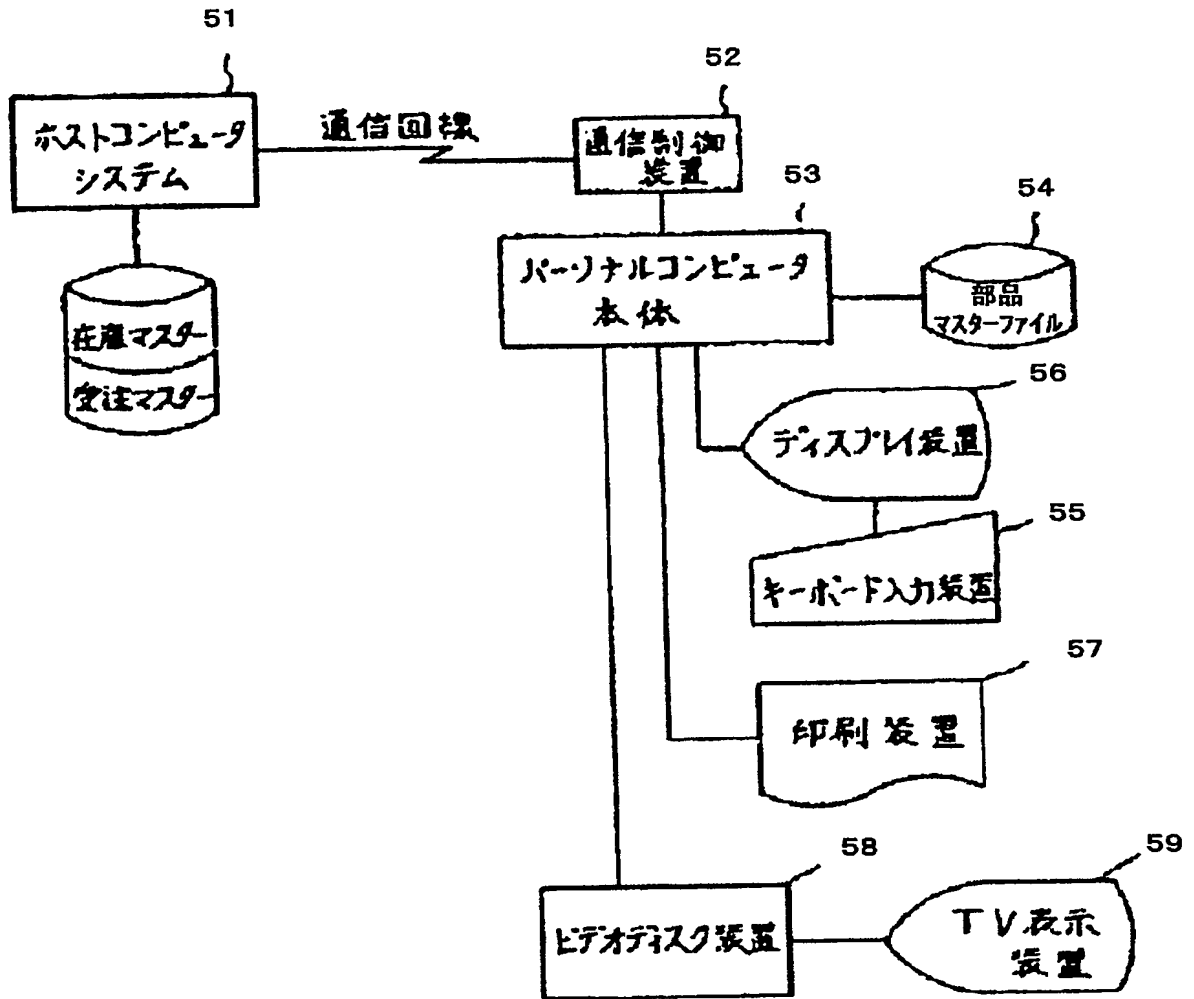 51
ホストコンピュータ
システム
通信回線
52
通信制御
装置
53
パーソナルコンピュータ
本体
54
部品
マスターファイル
在庫マスター
受注マスター
56
ディスプレイ装置
55
キーボード入力装置
57
印刷装置
58
ビデオディスク装置
59
TV表示
装置